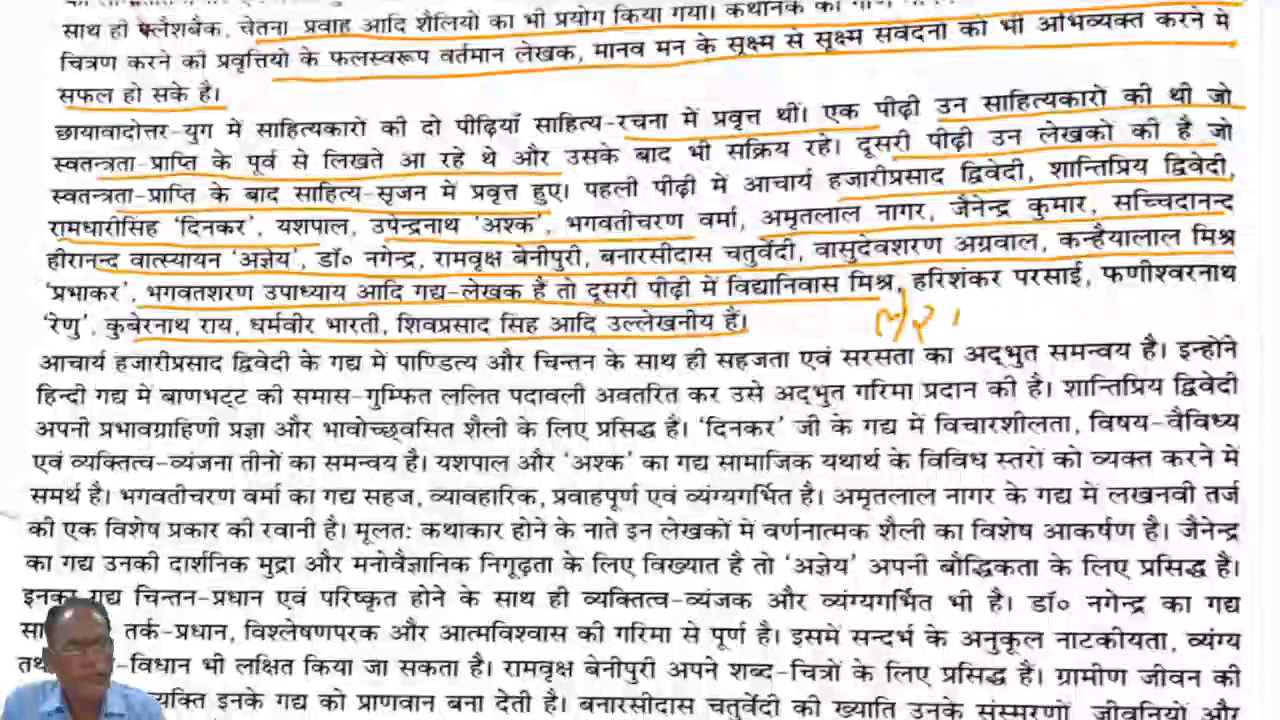 साथ ही फ्लैशबैक, चेतना प्रवाह आदि शैलियों का भी प्रयोग किया गया। कथानक का
चित्रण करने की प्रवृत्तियों के फलस्वरूप वर्तमान लेखक, मानव मन के सूक्ष्म से सूक्ष्म संवेदना को भी अभिव्यक्त करने में
सफल हो सके है।
छायावादोत्तर-युग में साहित्यकारों की दो पीढ़ियाँ साहित्य-रचना में प्रवृत्त थीं। एक पीढ़ी उन साहित्यकारों की थी जो
स्वतन्त्रता-प्राप्ति के पूर्व से लिखते आ रहे थे और उसके बाद भी सक्रिय रहे। दूसरी पीढ़ी उन लेखकों की है जो
स्वतन्त्रता-प्राप्ति के बाद साहित्य-सृजन में प्रवृत्त हुए। पहली पीढ़ी में आचार्य हजारीप्रसाद द्विवेदी, शान्तिप्रिय द्विवेदी,
रामधारीसिंह 'दिनकर', यशपाल, उपेन्द्रनाथ 'अश्क', भगवतीचरण वर्मा, अमृतलाल नागर, जैनेन्द्र कुमार, सच्चिदानन्द
हीरानन्द वात्स्यायन 'अज्ञेय', डॉ० नगेन्द्र, रामवृक्ष बेनीपुरी, बनारसीदास चतुर्वेदी, वासुदेवशरण अग्रवाल, कन्हैयालाल मिश्र
'प्रभाकर', भगवतशरण उपाध्याय आदि गद्य-लेखक हैं तो दूसरी पीढ़ी में विद्यानिवास मिश्र, हरिशंकर परसाई, फणीश्वरनाथ
'रेणु', कुबेरनाथ राय, धर्मवीर भारती, शिवप्रसाद सिंह आदि उल्लेखनीय हैं।
आचार्य हजारीप्रसाद द्विवेदी के गद्य में पाण्डित्य और चिन्तन के साथ ही सहजता एवं सरसता का अद्भुत समन्वय है। इन्होंने
हिन्दी गद्य में बाणभट्ट की समास-गुम्फित ललित पदावली अवतरित कर उसे अद्भुत गरिमा प्रदान की है। शान्तिप्रिय द्विवेदी
अपनी प्रभावग्राहिणी प्रज्ञा और भावोच्छ्वसित शैली के लिए प्रसिद्ध है। 'दिनकर' जी के गद्य में विचारशीलता, विषय-वैविध्य
एवं व्यक्तित्व-व्यंजना तीनों का समन्वय है। यशपाल और 'अश्क' का गद्य सामाजिक यथार्थ के विविध स्तरों को व्यक्त करने में
समर्थ है। भगवतीचरण वर्मा का गद्य सहज, व्यावहारिक, प्रवाहपूर्ण एवं व्यंग्यगर्भित है। अमृतलाल नागर के गद्य में लखनवी तर्ज
की एक विशेष प्रकार की रवानी है। मूलत: कथाकार होने के नाते इन लेखकों में वर्णनात्मक शैली का विशेष आकर्षण है। जैनेन्द्र
का गद्य उनकी दार्शनिक मुद्रा और मनोवैज्ञानिक निगूढ़ता के लिए विख्यात है तो 'अज्ञेय' अपनी बौद्धिकता के लिए प्रसिद्ध है।
इनका गद्य चिन्तन-प्रधान एवं परिष्कृत होने के साथ ही व्यक्तित्व-व्यंजक और व्यंग्यगर्भित भी है। डॉ० नगेन्द्र का गद्य
तर्क-प्रधान, विश्लेषणपरक और आत्मविश्वास की गरिमा से पूर्ण है। इसमें सन्दर्भ के अनुकूल नाटकीयता, व्यंग्य
-विधान भी लक्षित किया जा सकता है। रामवृक्ष बेनीपुरी अपने शब्द-चित्रों के लिए प्रसिद्ध है। ग्रामीण जीवन की
इनके गद्य को प्राणवान बना देती है। बनारसीदास चतुर्वेदी की ख्याति उनके संस्मरणों, जीवनियों और